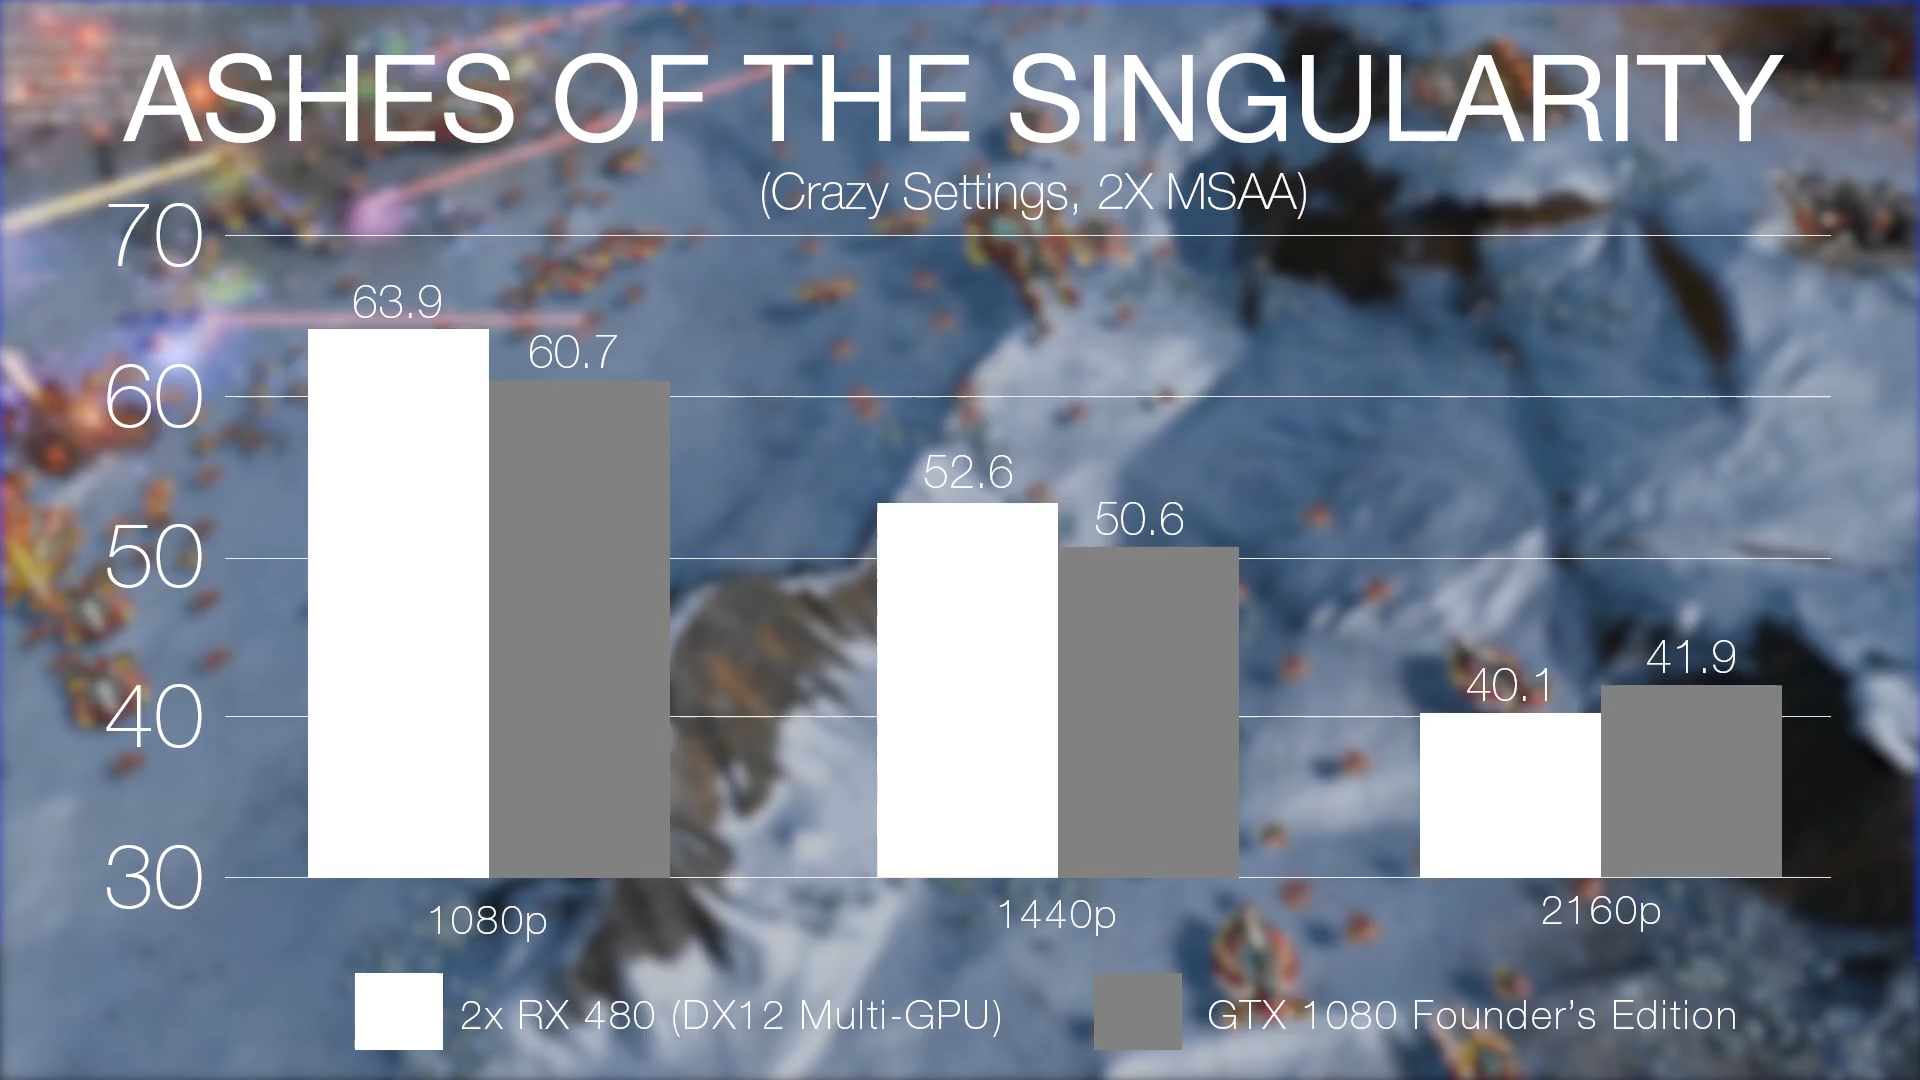 ASHES OF THE SINGULARITY
(Crazy Settings, 2X MSAA)
70
63.9
60.7
60
52.6
50.6
50
41.9
40.1
40
30
1080p
1440p
2160p
2x RX 480 (DX12 Multi-GPU)
GTX 1080 Founder's Edition